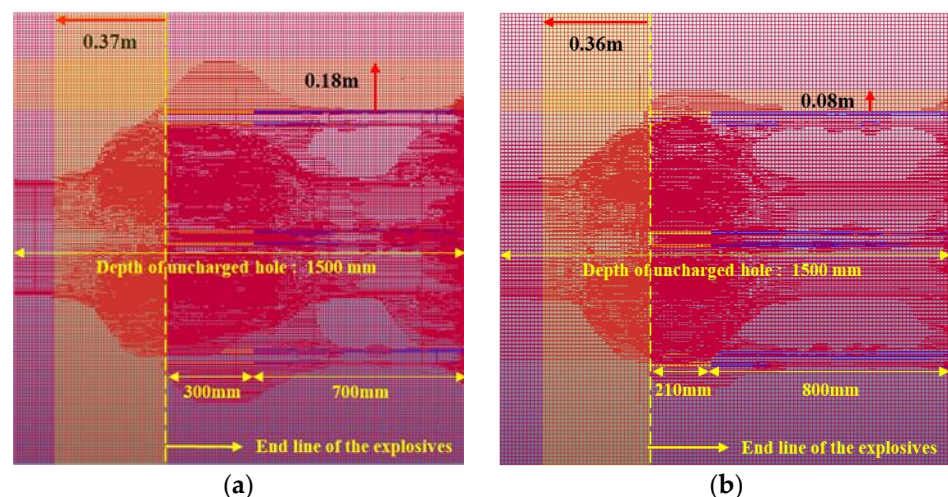 0.37m
0.18m
Depth of uncharged hole : 1500 mm
300mm
700mm
End line of the explosives
(a)
0.36m
0.08m
Depth of uncharged hole : 1500 mm
210mm
800mm
End line of the explosives
(b)